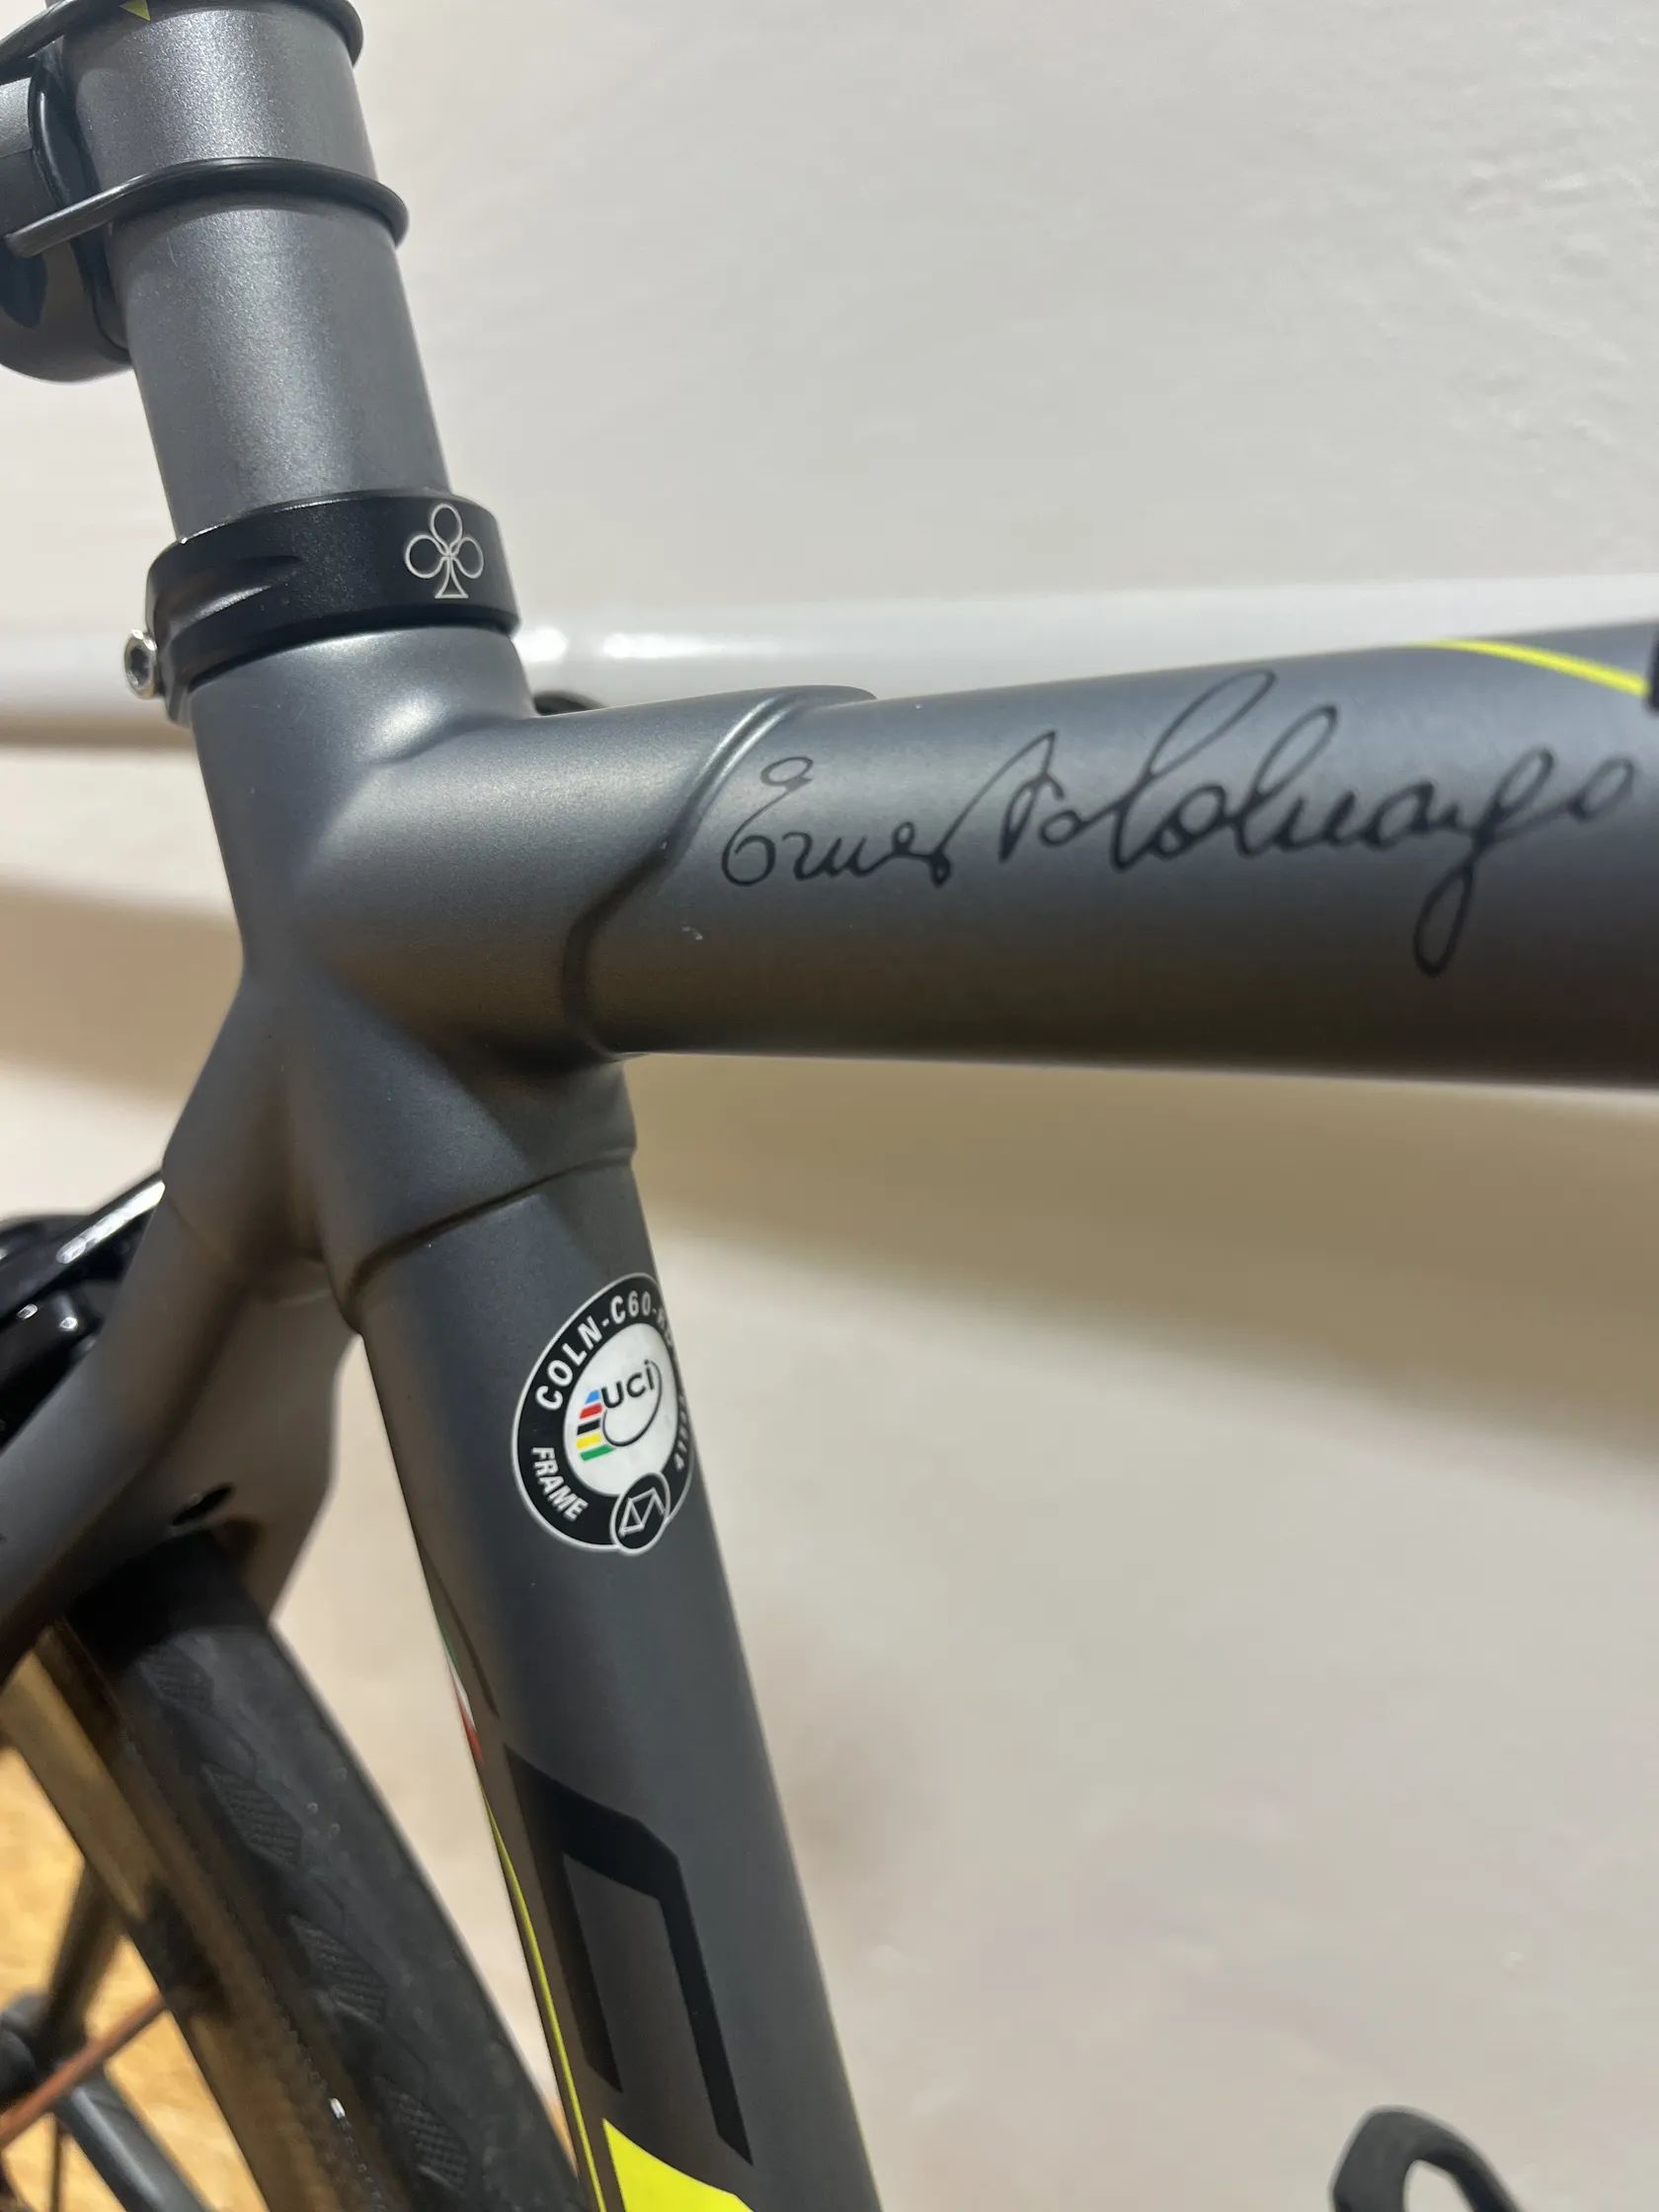 Ernesto Colnago
COLN-C60-R
UCI
FRAME